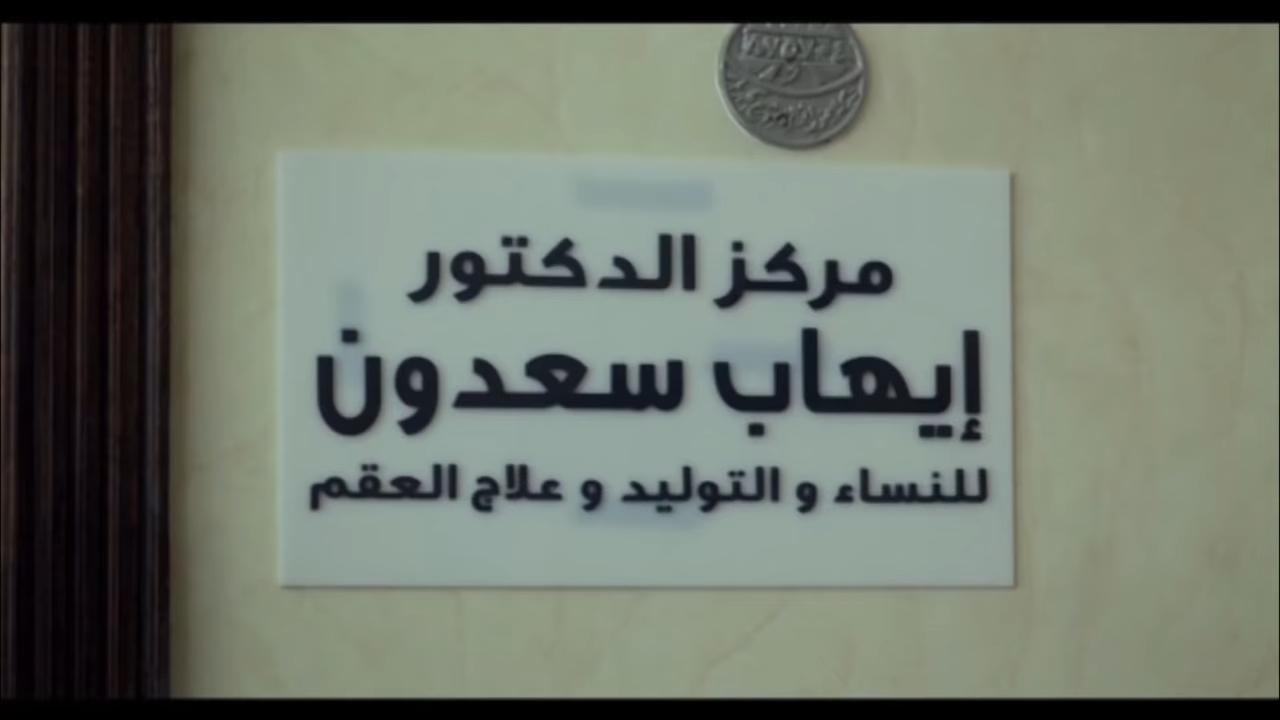 مركز الدكتور
إيهاب سعدون
للنساء و التوليد و علاج العقم